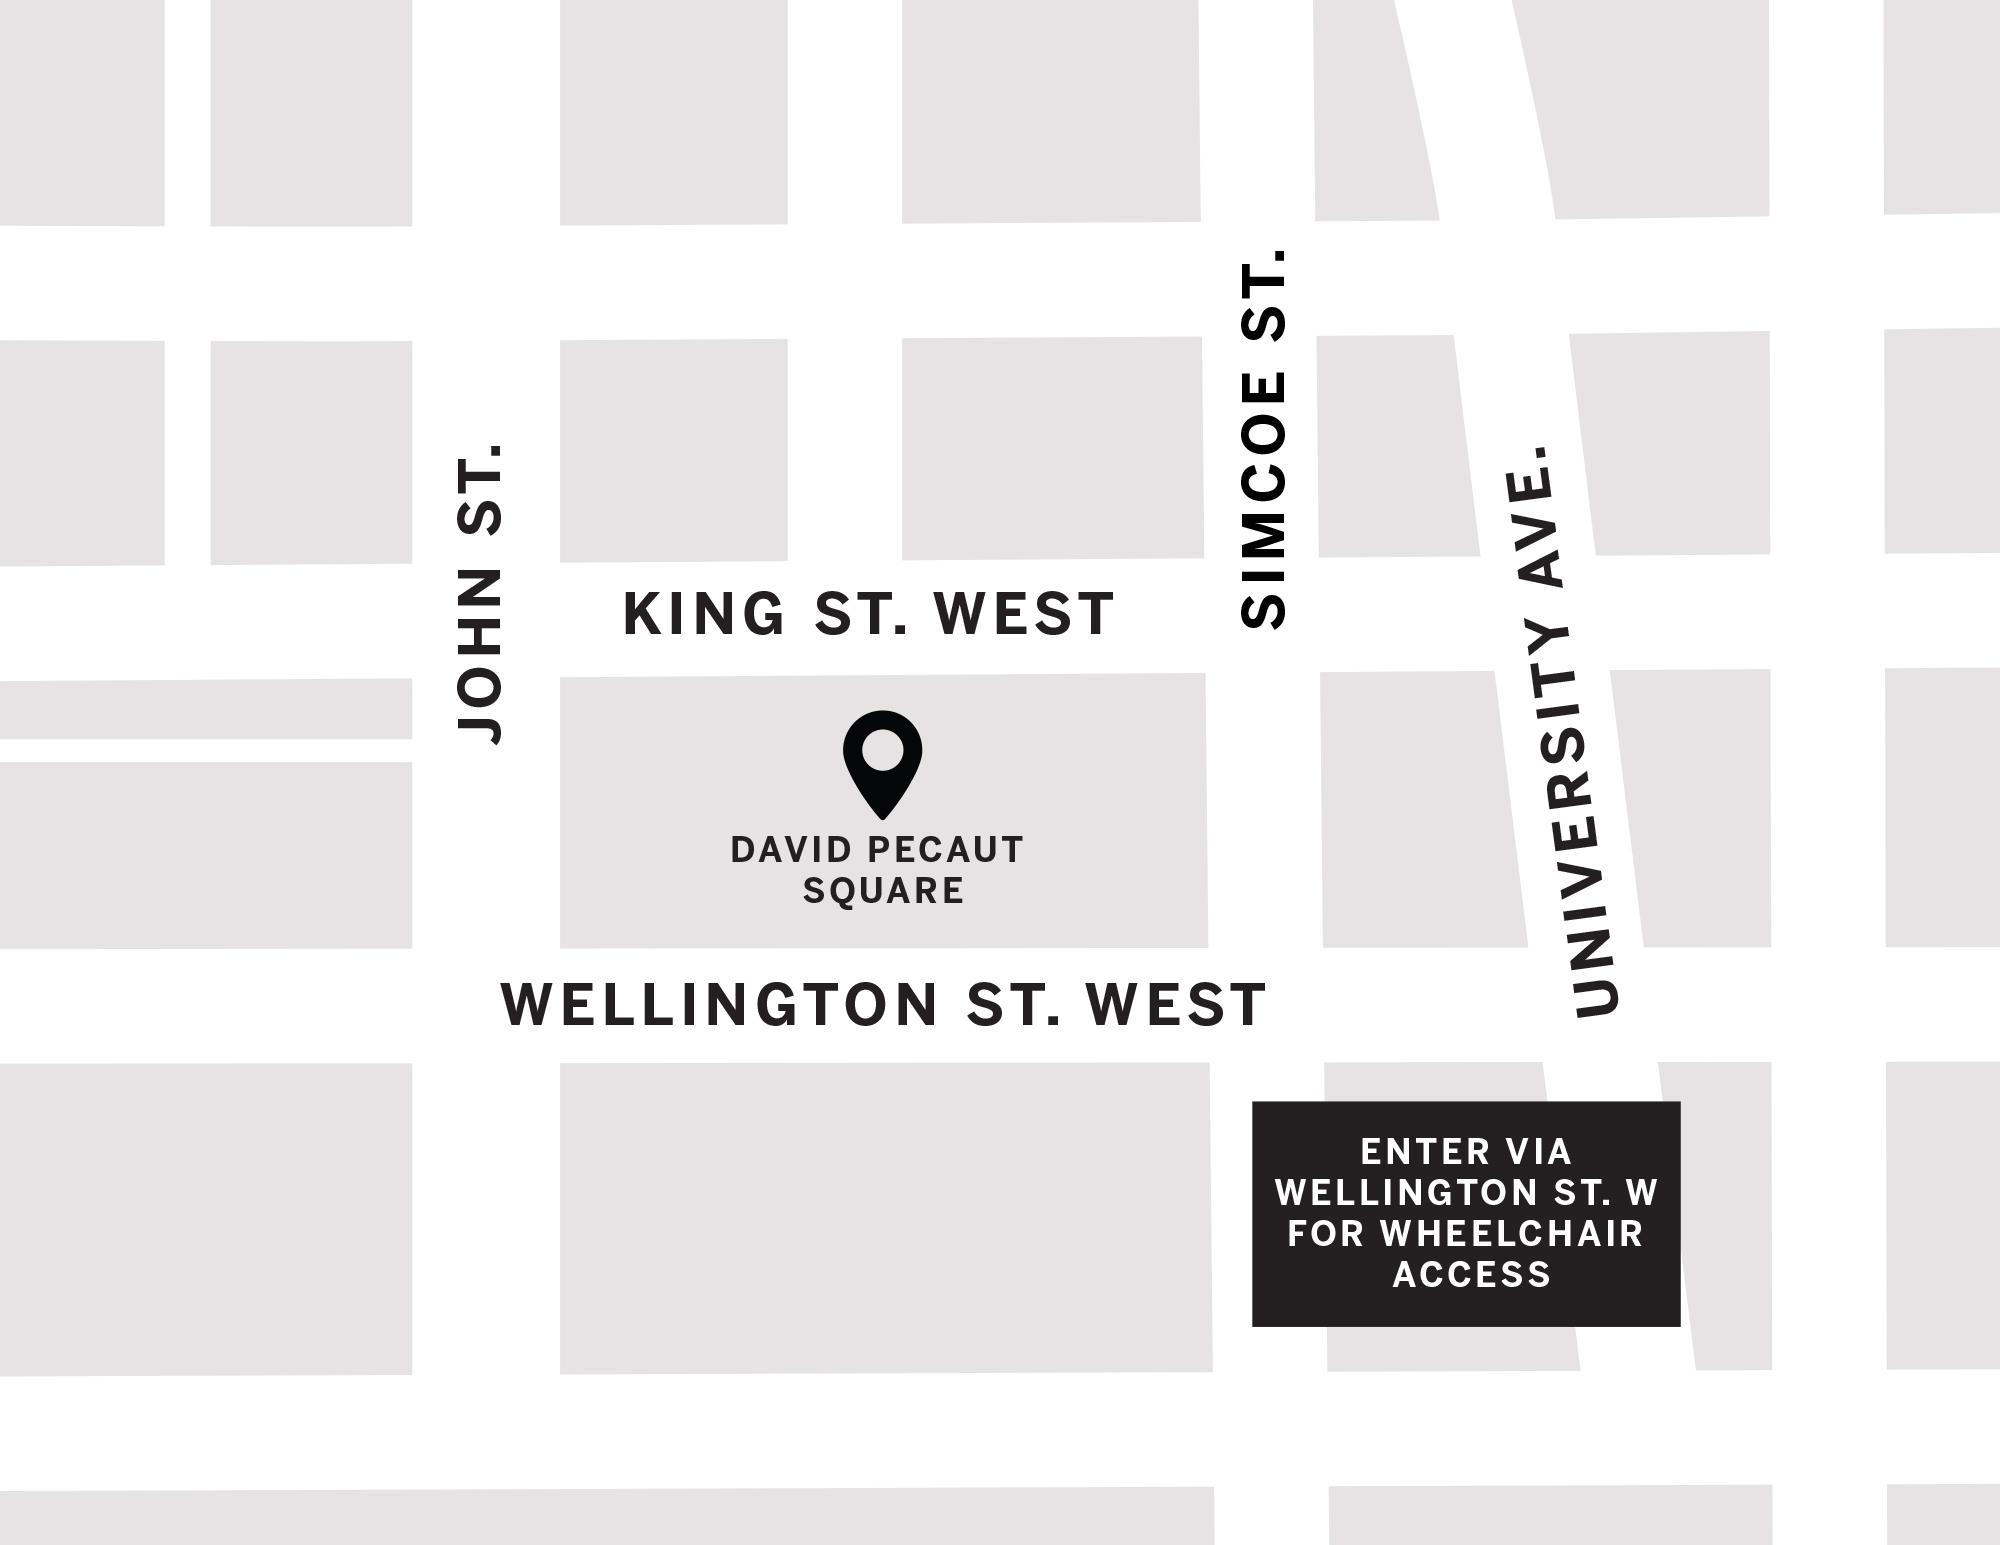 SIMCOE ST.
JOHN ST.
UNIVERSITY AVE.
KING ST. WEST
DAVID PECAUT
SQUARE
WELLINGTON ST. WEST
ENTER VIA
WELLINGTON ST. W
FOR WHEELCHAIR
ACCESS